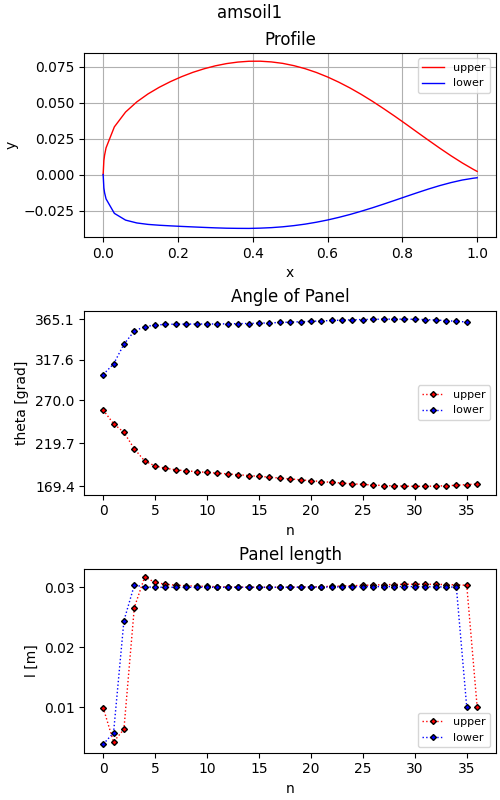 amsoil1
Profile
0.075
0.050
0.025
0.000
−0.025
y
upper
lower
0.0 0.2 0.4 0.6 0.8 1.0
x
Angle of Panel
365.1
317.6
270.0
219.7
169.4
theta [grad]
upper
lower
0 5 10 15 20 25 30 35
n
Panel length
0.03
0.02
0.01
l [m]
upper
lower
0 5 10 15 20 25 30 35
n